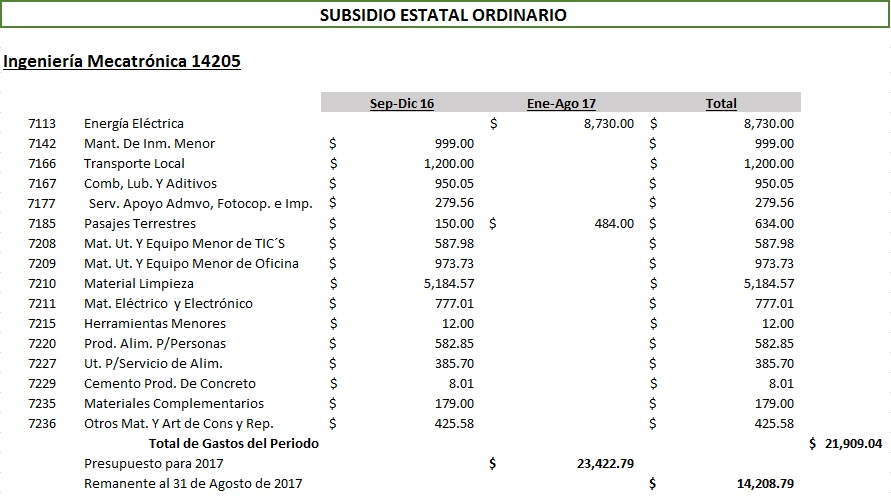 SUBSIDIO ESTATAL ORDINARIO
Ingeniería Mecatrónica 14205
Sep-Dic 16 Ene-Ago 17 Total
7113 Energía Eléctrica $ 8,730.00 $ 8,730.00
7142 Mant. De Inm. Menor $ 999.00 $ 999.00
7166 Transporte Local $ 1,200.00 $ 1,200.00
7167 Comb, Lub. Y Aditivos $ 950.05 $ 950.05
7177 Serv. Apoyo Admvo, Fotocop. e Imp. $ 279.56 $ 279.56
7185 Pasajes Terrestres $ 150.00 $ 484.00 $ 634.00
7208 Mat. Ut. Y Equipo Menor de TIC´S $ 587.98 $ 587.98
7209 Mat. Ut. Y Equipo Menor de Oficina $ 973.73 $ 973.73
7210 Material Limpieza $ 5,184.57 $ 5,184.57
7211 Mat. Eléctrico y Electrónico $ 777.01 $ 777.01
7215 Herramientas Menores $ 12.00 $ 12.00
7220 Prod. Alim. P/Personas $ 582.85 $ 582.85
7227 Ut. P/Servicio de Alim. $ 385.70 $ 385.70
7229 Cemento Prod. De Concreto $ 8.01 $ 8.01
7235 Materiales Complementarios $ 179.00 $ 179.00
7236 Otros Mat. Y Art de Cons y Rep. $ 425.58 $ 425.58
Total de Gastos del Periodo $ 21,909.04
Presupuesto para 2017 $ 23,422.79
Remanente al 31 de Agosto de 2017 $ 14,208.79